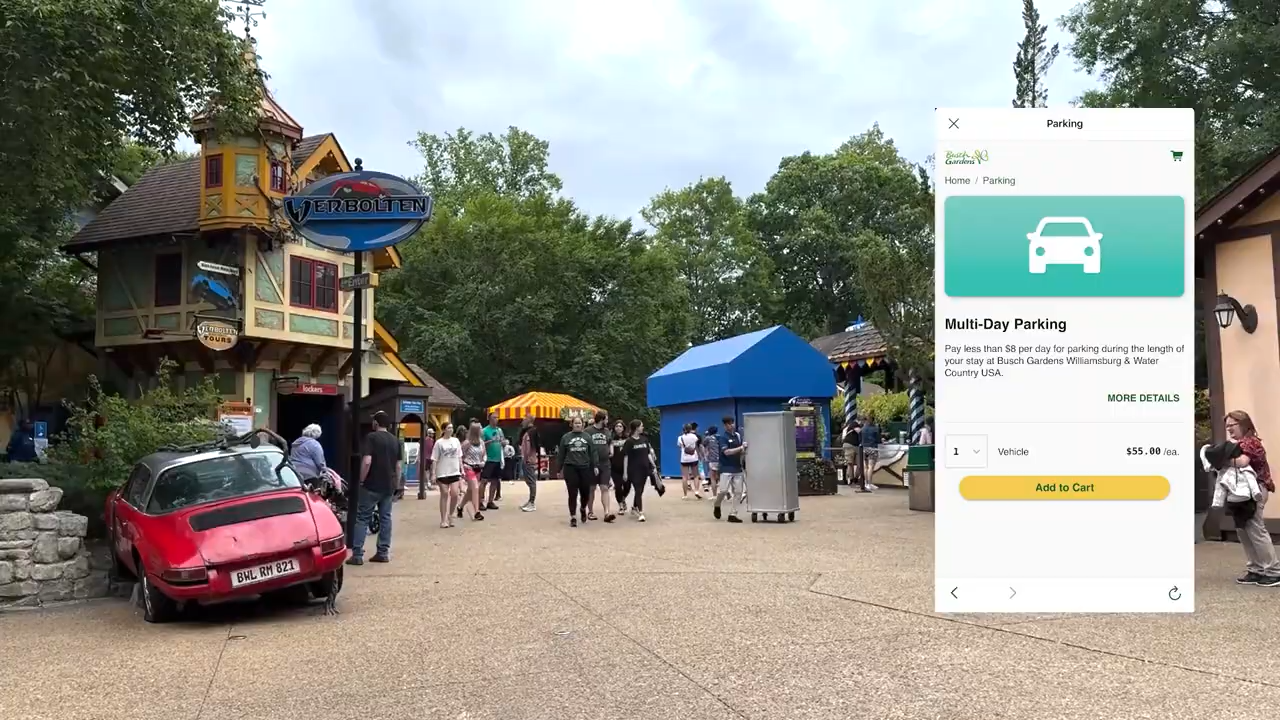 VERBOLTEN
VERBOLTEN
TOURS
lockers
BWL RM 821
Parking
Busch
Gardens
Home / Parking
Multi-Day Parking
Pay less than $8 per day for parking during the length of
your stay at Busch Gardens Williamsburg & Water
Country USA.
MORE DETAILS
1 Vehicle $55.00 /ea.
Add to Cart